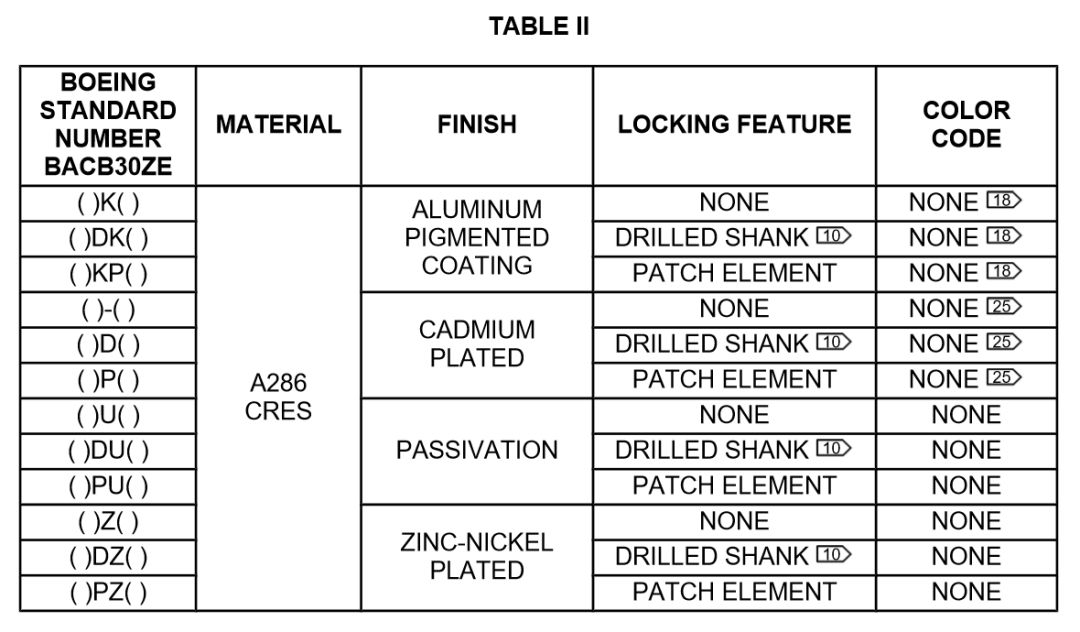 TABLE II
BOEING STANDARD NUMBER BACB30ZE | MATERIAL | FINISH | LOCKING FEATURE | COLOR CODE
( )K( ) | A286 CRES | ALUMINUM PIGMENTED COATING | NONE | NONE 18
( )DK( ) | DRILLED SHANK 10 | NONE 18
( )KP( ) | PATCH ELEMENT | NONE 18
( )-( ) | CADMIUM PLATED | NONE | NONE 25
( )D( ) | DRILLED SHANK 10 | NONE 25
( )P( ) | PATCH ELEMENT | NONE 25
( )U( ) | PASSIVATION | NONE | NONE
( )DU( ) | DRILLED SHANK 10 | NONE
( )PU( ) | PATCH ELEMENT | NONE
( )Z( ) | ZINC-NICKEL PLATED | NONE | NONE
( )DZ( ) | DRILLED SHANK 10 | NONE
( )PZ( ) | PATCH ELEMENT | NONE